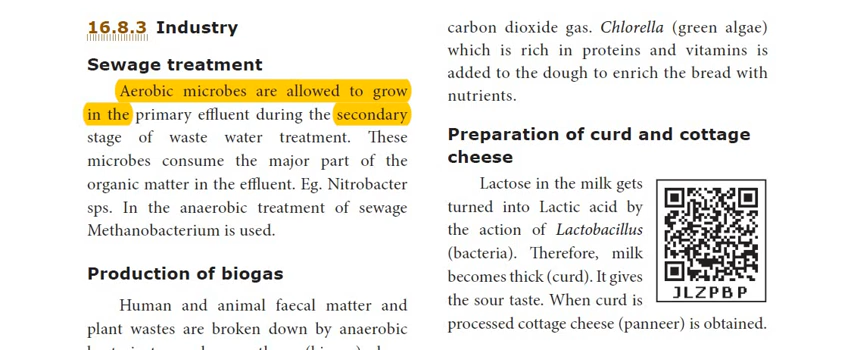 16.8.3 Industry
Sewage treatment
Aerobic microbes are allowed to grow
in the primary effluent during the secondary
stage of waste water treatment. These
microbes consume the major part of the
organic matter in the effluent. Eg. Nitrobacter
sps. In the anaerobic treatment of sewage
Methanobacterium is used.
Production of biogas
Human and animal faecal matter and
plant wastes are broken down by anaerobic
carbon dioxide gas. Chlorella (green algae)
which is rich in proteins and vitamins is
added to the dough to enrich the bread with
nutrients.
Preparation of curd and cottage
cheese
Lactose in the milk gets
turned into Lactic acid by
the action of Lactobacillus
(bacteria). Therefore, milk
becomes thick (curd). It gives
the sour taste. When curd is
processed cottage cheese (panneer) is obtained.
JLZPBP